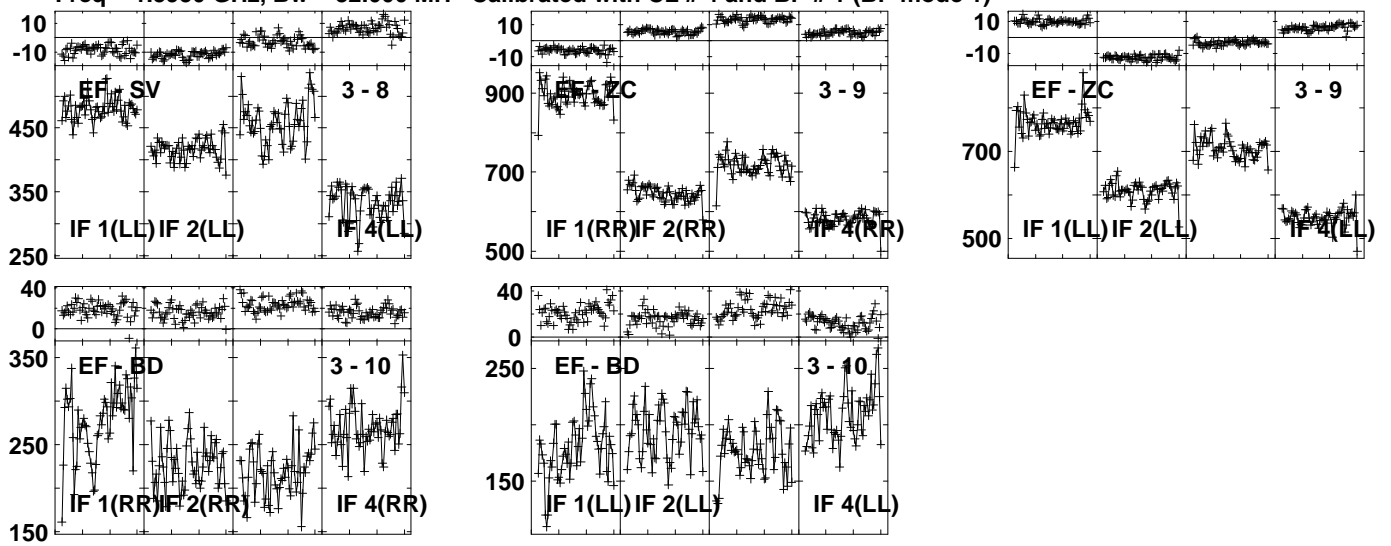 Freq GHz, Bw MH Calibrated with CL # and BP # 1 (BP mode 1)
10
-10
450
350
250
EF - SV
3 - 8
IF 1(LL)
IF 2(LL)
IF 4(LL)
10
-10
900
700
500
EF - ZC
3 - 9
IF 1(RR)
IF 2(RR)
IF 4(RR)
10
-10
700
500
EF - ZC
3 - 9
IF 1(LL)
IF 2(LL)
IF 4(LL)
40
0
350
250
150
EF - BD
3 - 10
IF 1(RR)
IF 2(RR)
IF 4(RR)
40
0
250
150
EF - BD
3 - 10
IF 1(LL)
IF 2(LL)
IF 4(LL)